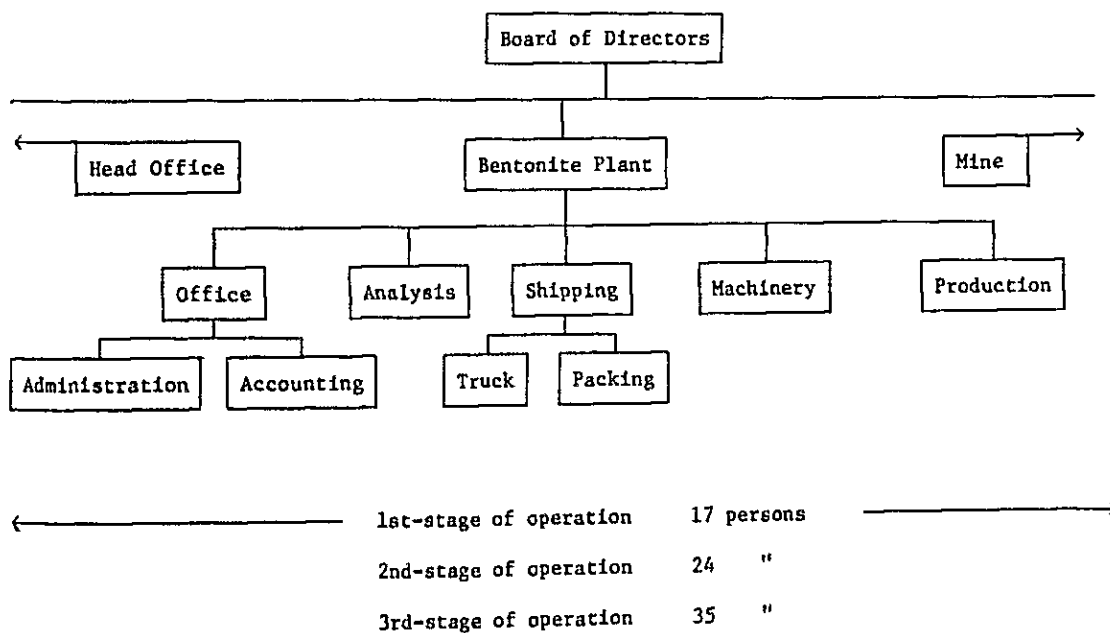 Board of Directors
Head Office
Bentonite Plant
Mine
Office
Analysis
Shipping
Machinery
Production
Administration
Accounting
Truck
Packing
1st-stage of operation 17 persons
2nd-stage of operation 24 "
3rd-stage of operation 35 "